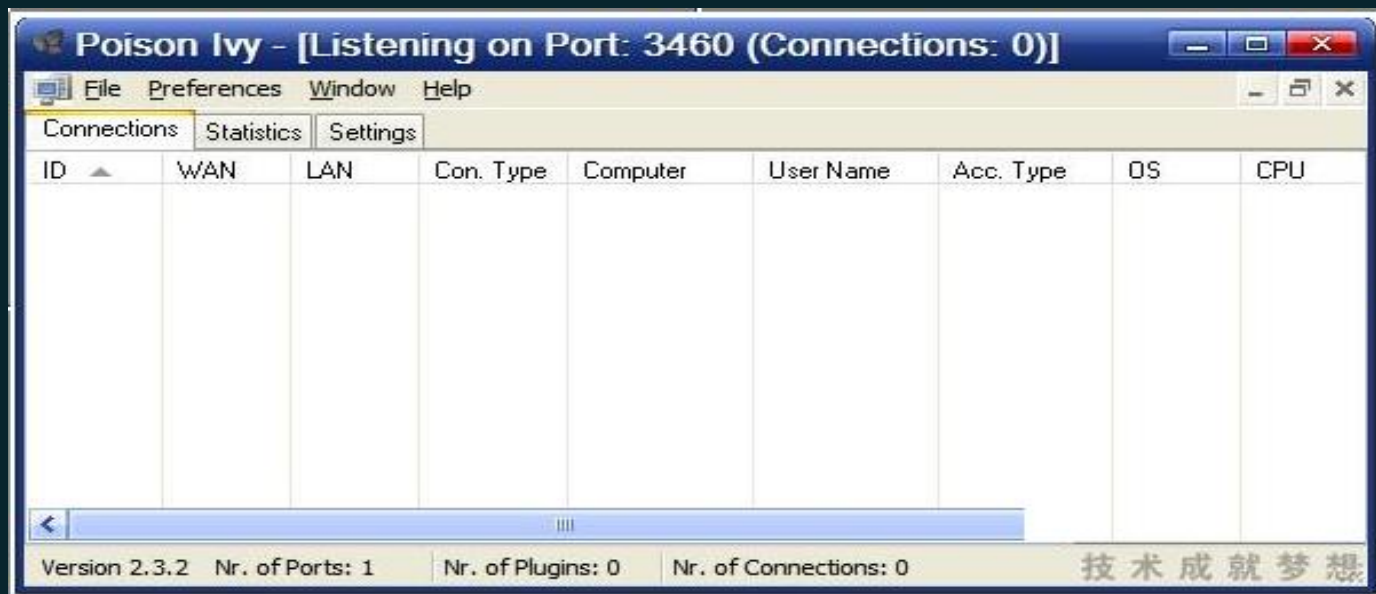 Poison Ivy - [Listening on Port: 3460 (Connections: 0)]
File Preferences Window Help
Connections Statistics Settings
ID WAN LAN Con. Type Computer User Name Acc. Type OS CPU
Version 2.3.2 Nr. of Ports: 1 Nr. of Plugins: 0 Nr. of Connections: 0 技术成就梦想